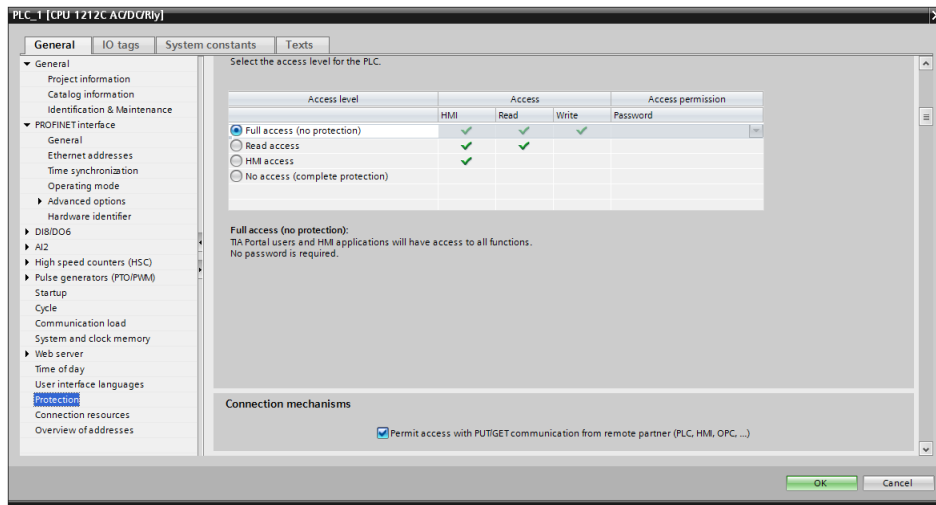 PLC_1 [CPU 1212C AC/DC/Rly]
General IO tags System constants Texts
General
Project information
Catalog information
Identification & Maintenance
PROFINET interface
General
Ethernet addresses
Time synchronization
Operating mode
Advanced options
Hardware identifier
DI8/DO6
AI2
High speed counters (HSC)
Pulse generators (PTO/PWM)
Startup
Cycle
Communication load
System and clock memory
Web server
Time of day
User interface languages
Protection
Connection resources
Overview of addresses
Select the access level for the PLC.
Access level Access Access permission
HMI Read Write Password
Full access (no protection)
Read access
HMI access
No access (complete protection)
Full access (no protection):
TIA Portal users and HMI applications will have access to all functions.
No password is required.
Connection mechanisms
Permit access with PUT/GET communication from remote partner (PLC, HMI, OPC, ...)
OK Cancel